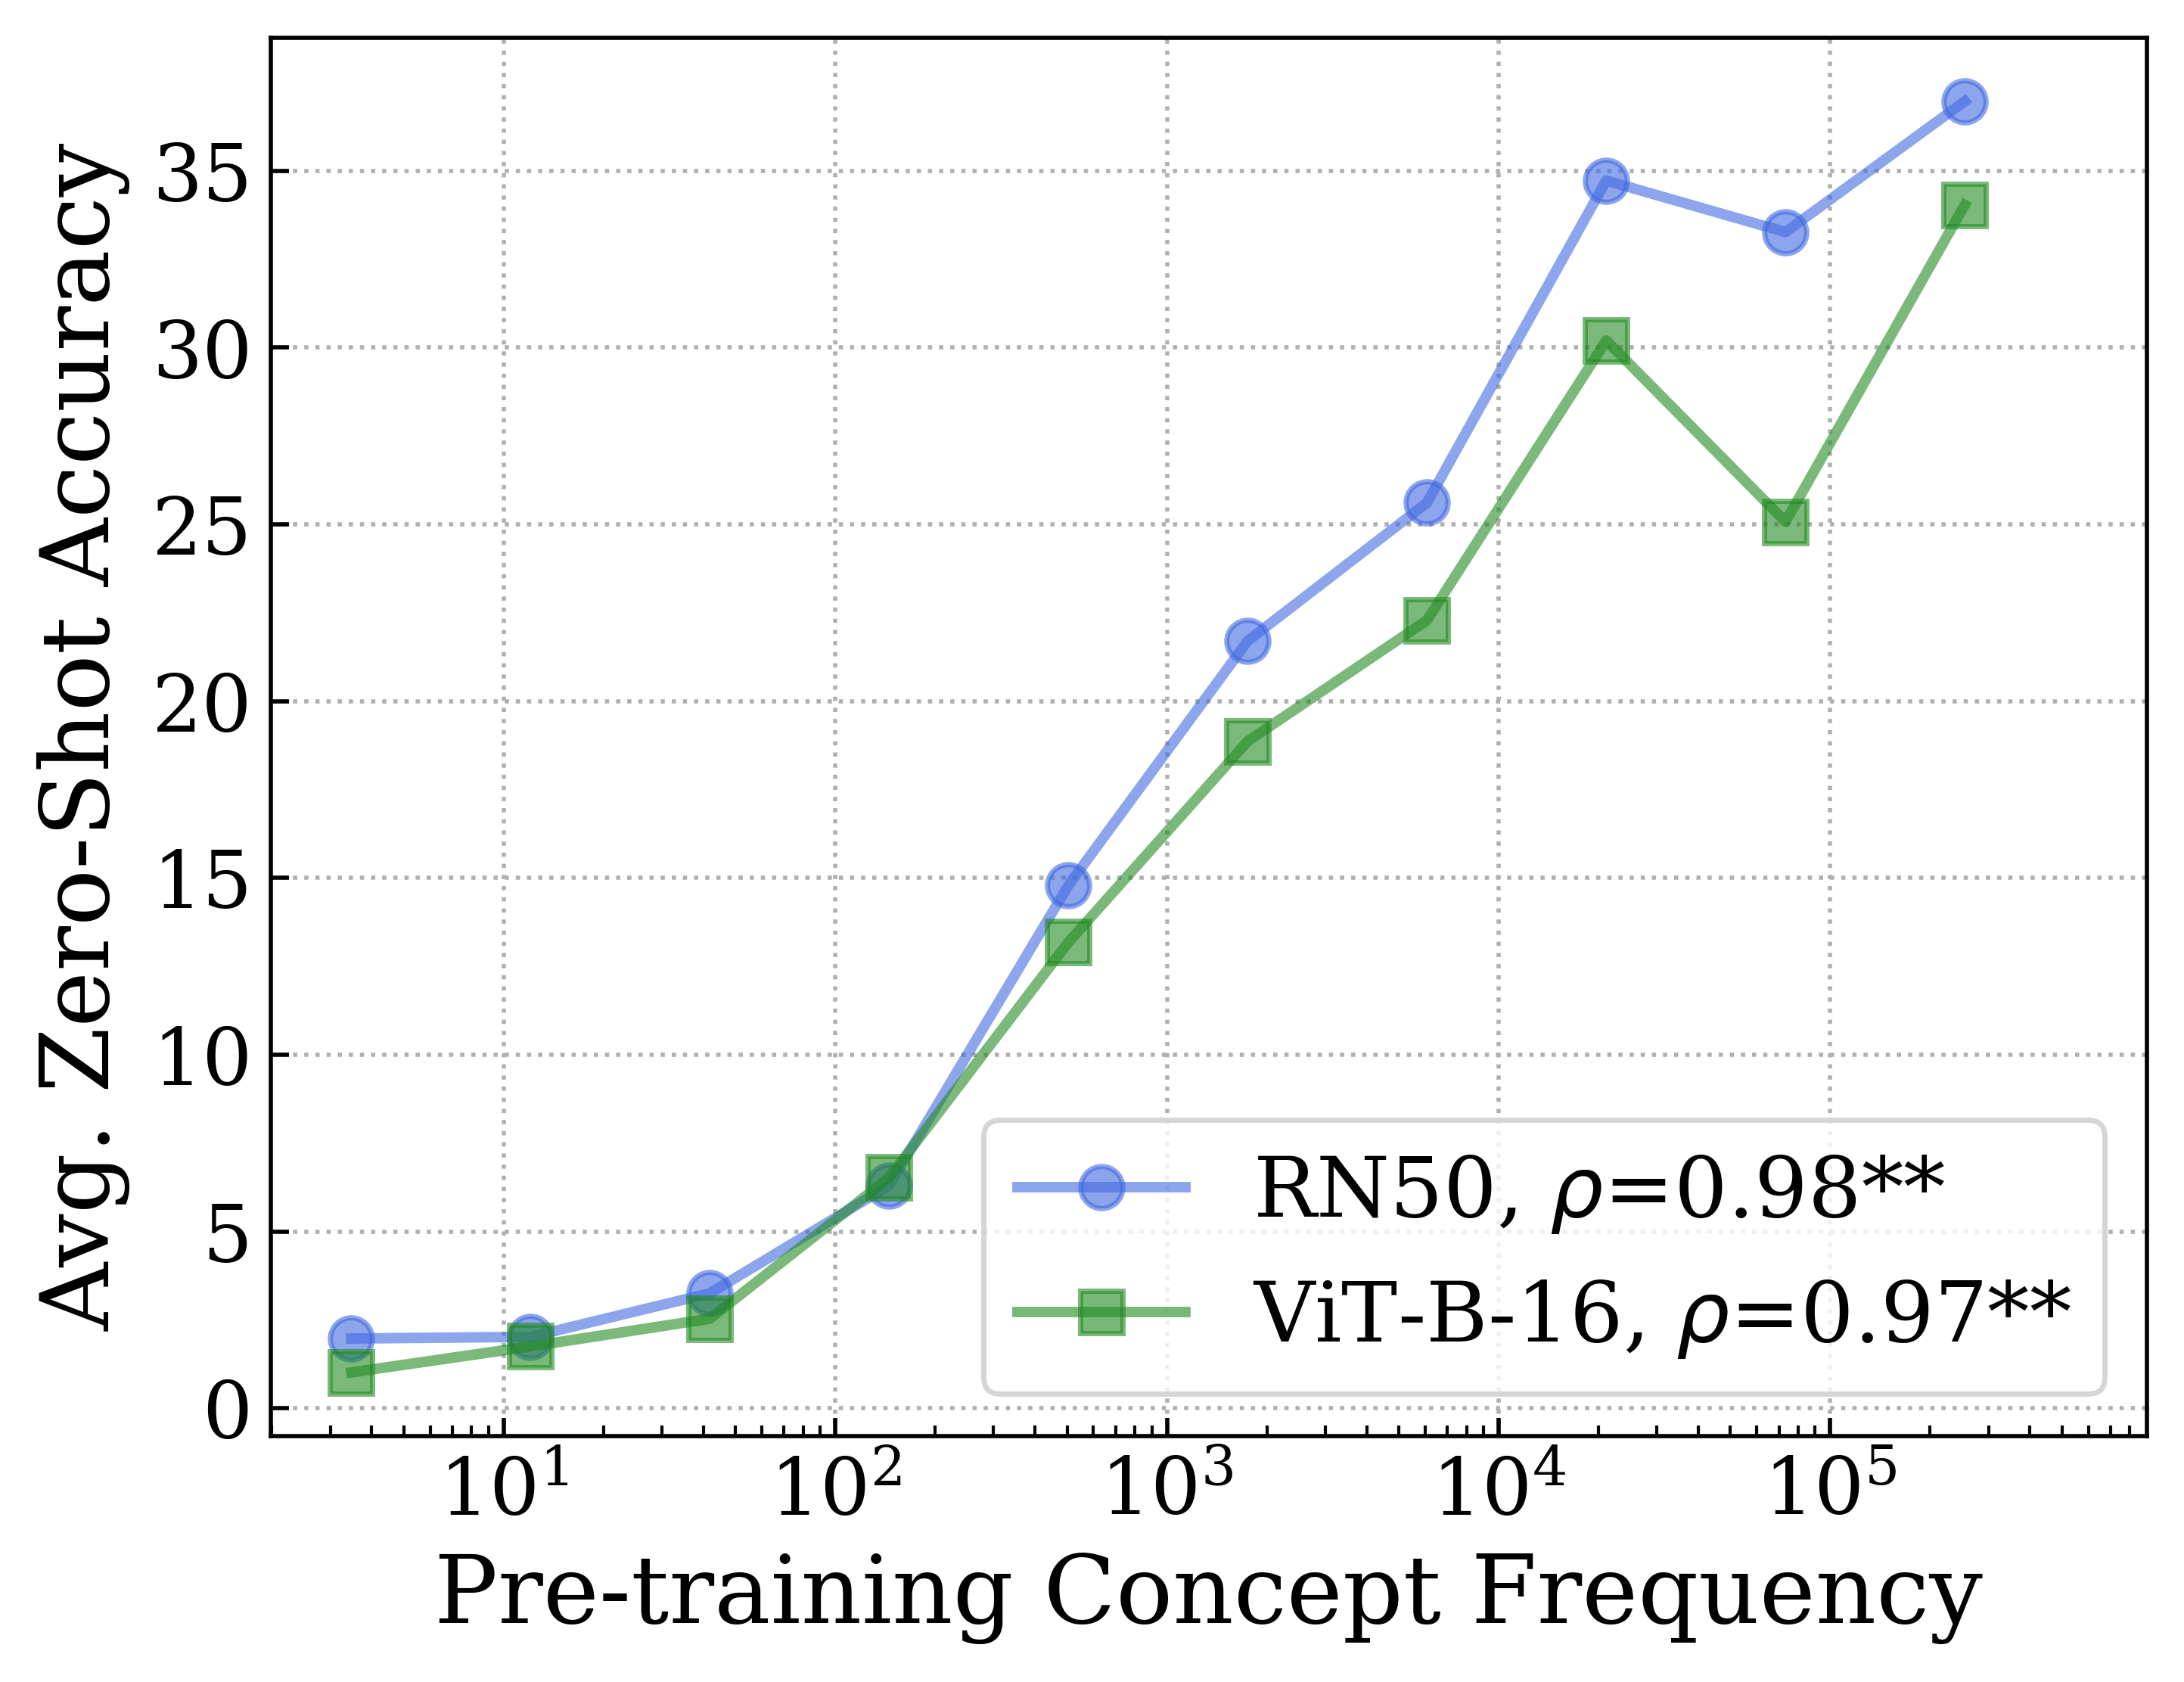 Avg. Zero-Shot Accuracy
35
30
25
20
15
10
5
0
RN50, ρ=0.98**
ViT-B-16, ρ=0.97**
10¹ 10² 10³ 10⁴ 10⁵
Pre-training Concept Frequency